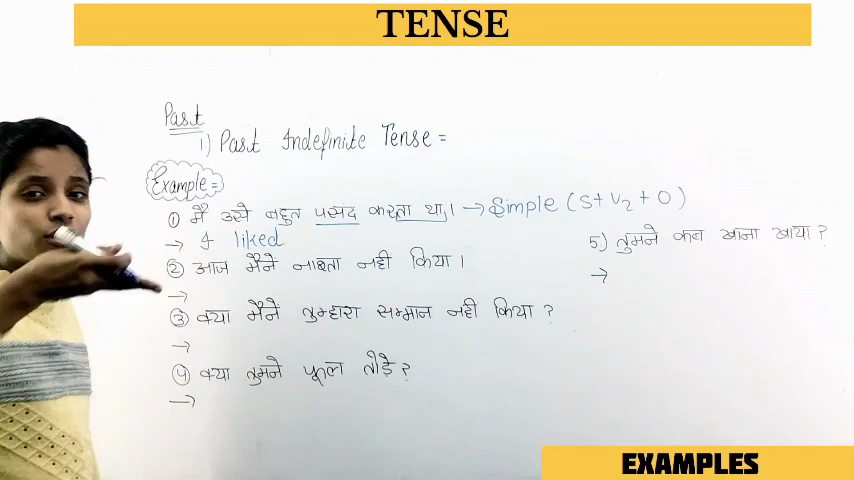 TENSE
Past
1) Past Indefinite Tense =
Example =
① मैं उसे बहुत पसंद करता था। → Simple (S + V2 + O)
→ I liked
② आज मैंने नाश्ता नही किया।
→
③ क्या मैंने तुम्हारा सम्मान नही किया ?
→
④ क्या तुमने फूल तोड़े ?
→
5) तुमने कब खाना खाया ?
→
EXAMPLES